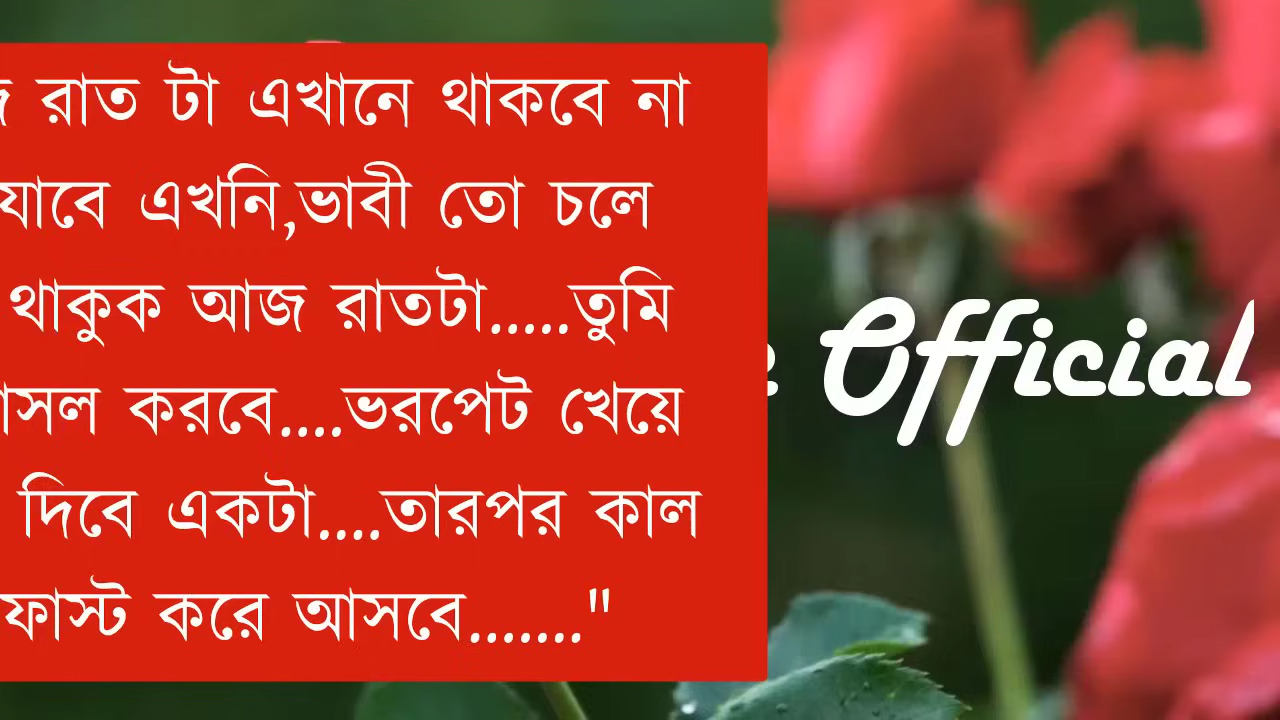 রাত টা এখানে থাকবে না
যাবে এখনি,ভাবী তো চলে
থাকুক আজ রাতটা.....তুমি
করবে....ভরপেট খেয়ে
দিবে একটা....তারপর কাল
করে আসবে......."
Official